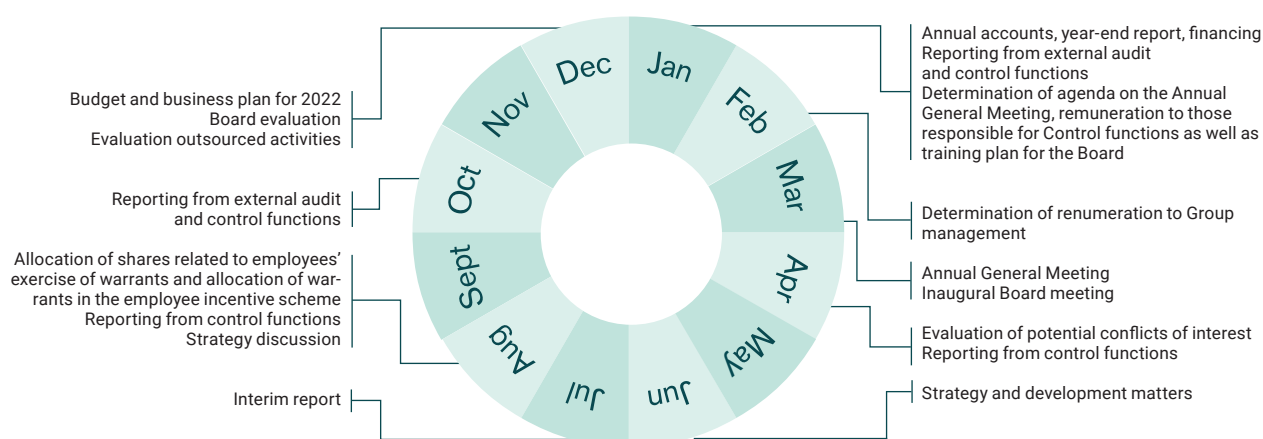 Dec
Jan
Feb
Mar
Apr
May
Jun
Jul
Aug
Sept
Oct
Nov
Annual accounts, year-end report, financing
Reporting from external audit
and control functions
Determination of agenda on the Annual
General Meeting, remuneration to those
responsible for Control functions as well as
training plan for the Board
Determination of renumeration to Group
management
Annual General Meeting
Inaugural Board meeting
Evaluation of potential conflicts of interest
Reporting from control functions
Strategy and development matters
Budget and business plan for 2022
Board evaluation
Evaluation outsourced activities
Reporting from external audit
and control functions
Allocation of shares related to employees’
exercise of warrants and allocation of war-
rants in the employee incentive scheme
Reporting from control functions
Strategy discussion
Interim report